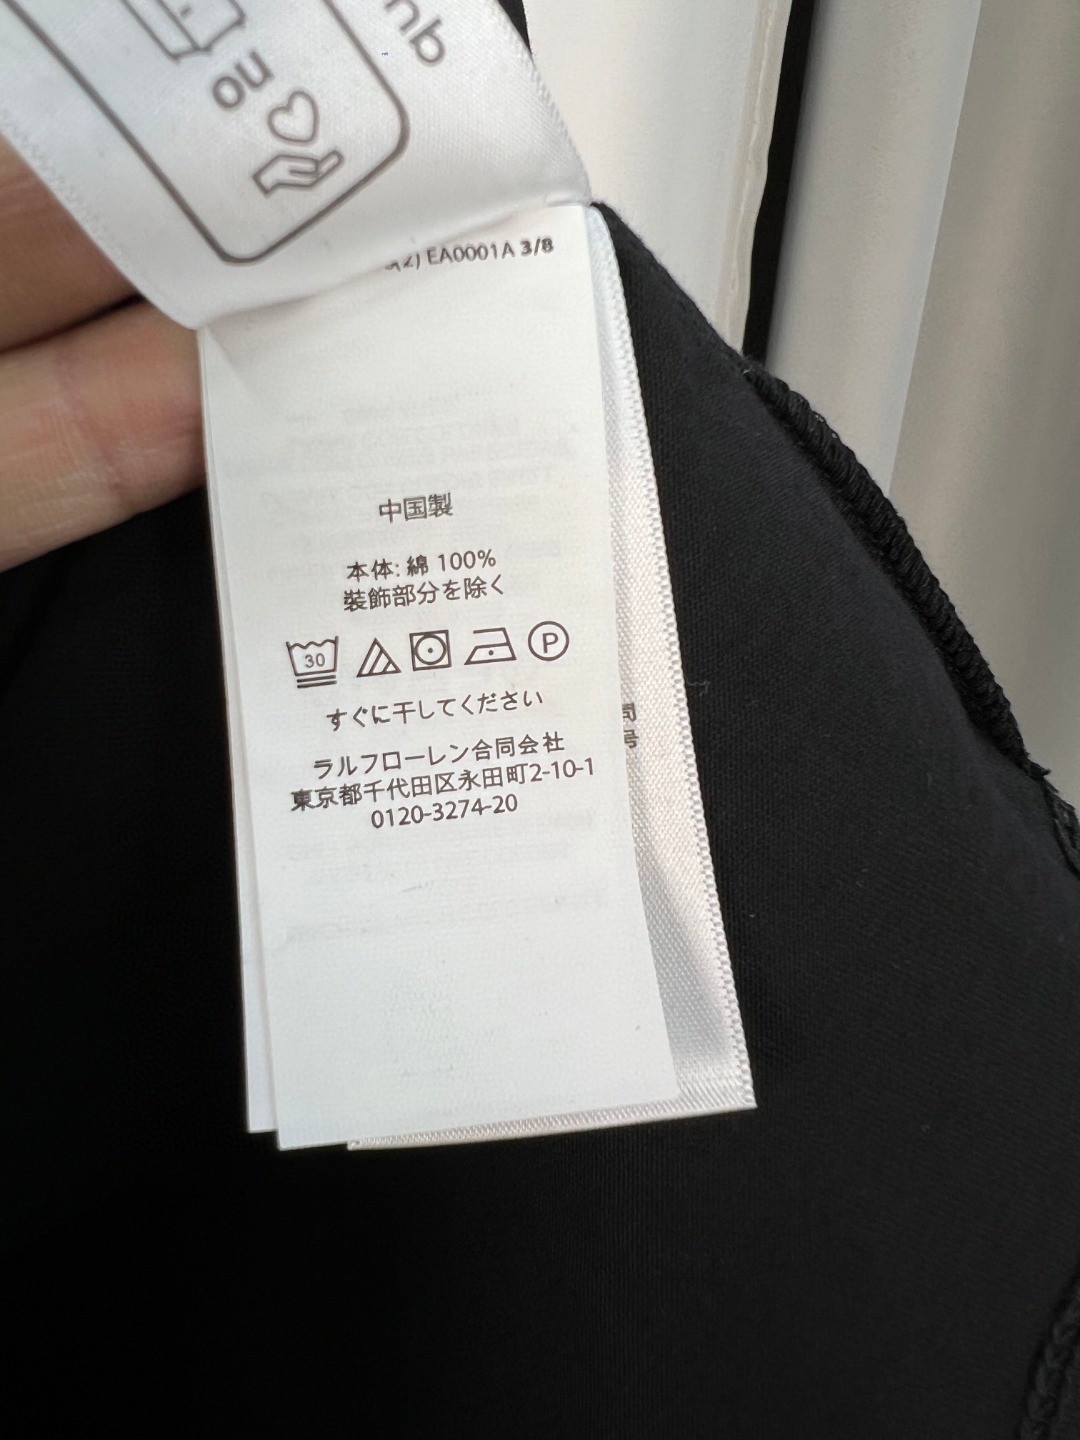 EA0001A 3/8
中国製
本体: 綿 100%
装飾部分を除く
30
P
すぐに干してください
ラルフローレン合同会社
東京都千代田区永田町2-10-1
0120-3274-20